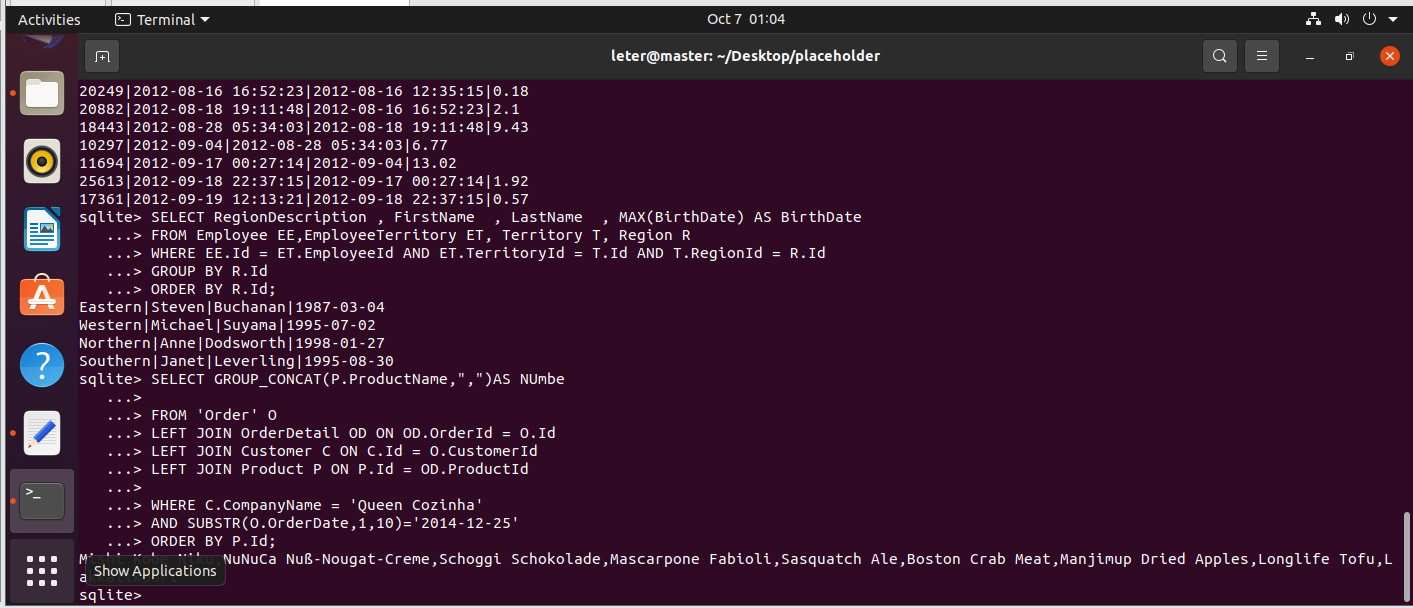 Activities
Terminal
Oct 7 01:04
leter@master: ~/Desktop/placeholder
20249|2012-08-16 16:52:23|2012-08-16 12:35:15|0.18
20882|2012-08-18 19:11:48|2012-08-16 16:52:23|2.1
18443|2012-08-28 05:34:03|2012-08-18 19:11:48|9.43
10297|2012-09-04|2012-08-28 05:34:03|6.77
11694|2012-09-17 00:27:14|2012-09-04|13.02
25613|2012-09-18 22:37:15|2012-09-17 00:27:14|1.92
17361|2012-09-19 12:13:21|2012-09-18 22:37:15|0.57
sqlite> SELECT RegionDescription , FirstName  , LastName  , MAX(BirthDate) AS BirthDate
...> FROM Employee EE,EmployeeTerritory ET, Territory T, Region R
...> WHERE EE.Id = ET.EmployeeId AND ET.TerritoryId = T.Id AND T.RegionId = R.Id
...> GROUP BY R.Id
...> ORDER BY R.Id;
Eastern|Steven|Buchanan|1987-03-04
Western|Michael|Suyama|1995-07-02
Northern|Anne|Dodsworth|1998-01-27
Southern|Janet|Leverling|1995-08-30
sqlite> SELECT GROUP_CONCAT(P.ProductName,",")AS NUmbe
...>
...> FROM 'Order' O
...> LEFT JOIN OrderDetail OD ON OD.OrderId = O.Id
...> LEFT JOIN Customer C ON C.Id = O.CustomerId
...> LEFT JOIN Product P ON P.Id = OD.ProductId
...>
...> WHERE C.CompanyName = 'Queen Cozinha'
...> AND SUBSTR(O.OrderDate,1,10)='2014-12-25'
...> ORDER BY P.Id;
Mishi Kobe Niku,NuNuCa Nuß-Nougat-Creme,Schoggi Schokolade,Mascarpone Fabioli,Sasquatch Ale,Boston Crab Meat,Manjimup Dried Apples,Longlife Tofu,L
a
Show Applications
sqlite>